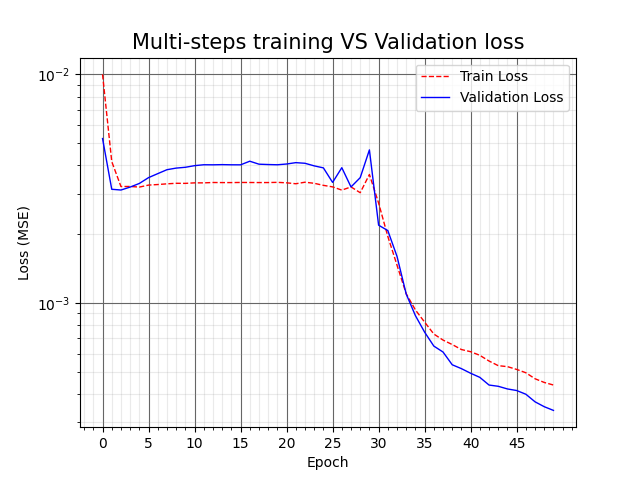 Multi-steps training VS Validation loss
Train Loss
Validation Loss
Loss (MSE)
10⁻²
10⁻³
0 5 10 15 20 25 30 35 40 45
Epoch